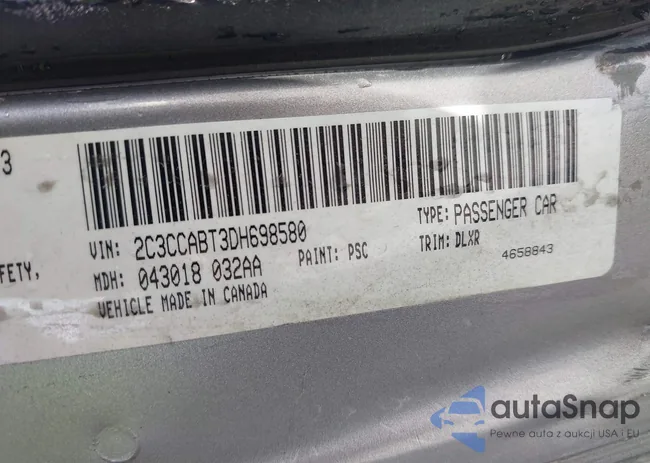 3
VIN: 2C3CCABT3DH698580
TYPE: PASSENGER CAR
FETY,
MDH: 043018 032AA
PAINT: PSC
TRIM: DLXR
VEHICLE MADE IN CANADA
4658843
autaSnap
Pewne auta z aukcji USA i EU